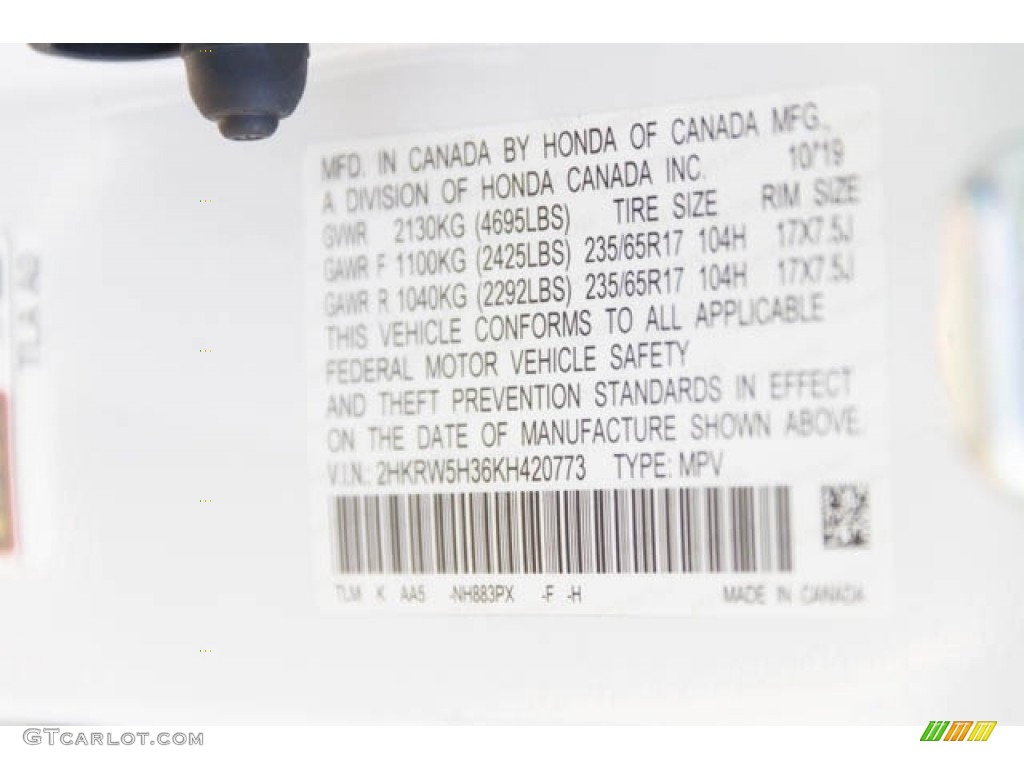 MFD. IN CANADA BY HONDA OF CANADA MFG.,
A DIVISION OF HONDA CANADA INC. 10/19
GVWR 2130KG (4695LBS) TIRE SIZE RIM SIZE
GAWR F 1100KG (2425LBS) 235/65R17 104H 17X7.5J
GAWR R 1040KG (2292LBS) 235/65R17 104H 17X7.5J
THIS VEHICLE CONFORMS TO ALL APPLICABLE
FEDERAL MOTOR VEHICLE SAFETY
AND THEFT PREVENTION STANDARDS IN EFFECT
ON THE DATE OF MANUFACTURE SHOWN ABOVE.
V.I.N.: 2HKRW5H36KH420773 TYPE: MPV
TLM K AA5 -NH883PX -F -H MADE IN CANADA
TLA A0
GTCARLOT.COM